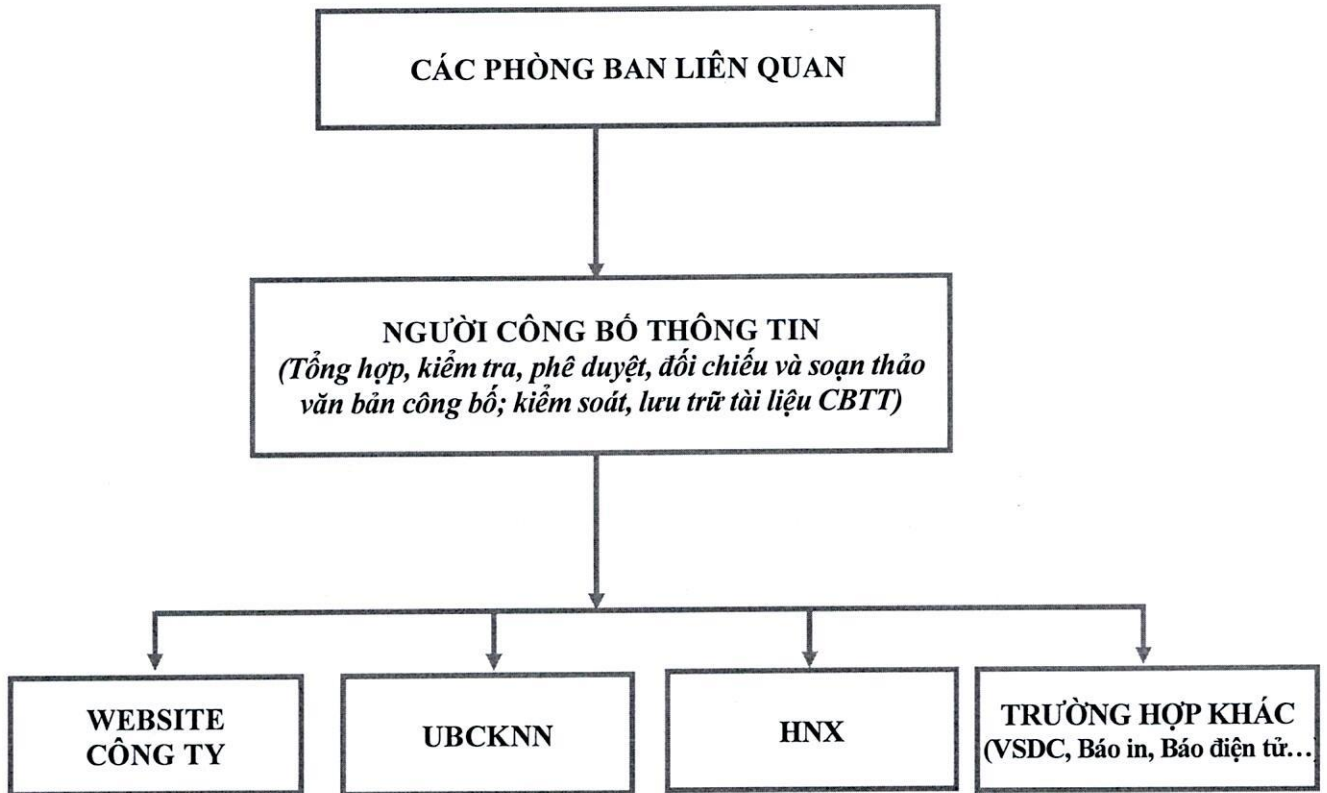 CÁC PHÒNG BAN LIÊN QUAN
NGƯỜI CÔNG BỐ THÔNG TIN
(Tổng hợp, kiểm tra, phê duyệt, đối chiếu và soạn thảo
văn bản công bố; kiểm soát, lưu trữ tài liệu CBTT)
WEBSITE
CÔNG TY
UBCKNN
HNX
TRƯỜNG HỢP KHÁC
(VSDC, Báo in, Báo điện tử…)